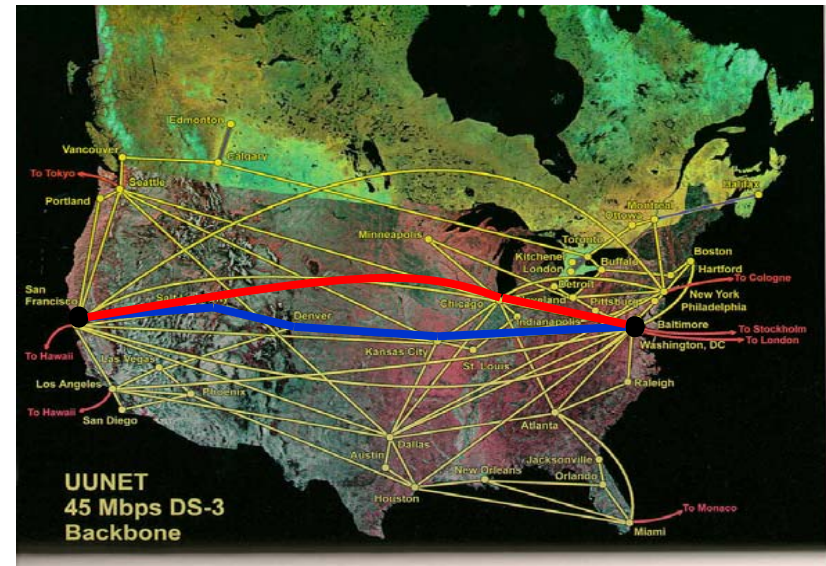 Edmonton
Vancouver
Calgary
To Tokyo
Seattle
Portland
Halifax
Montreal
Ottawa
Minneapolis
Toronto
Kitchene
London
Buffalo
Boston
Hartford
Detroit
To Cologne
San
Francisco
Chicago
New York
Philadelphia
Pittsburg
Denver
Indianapolis
Baltimore
To Stockholm
Washington, DC
To London
To Hawaii
Las Vegas
Kansas City
St. Louis
Los Angeles
Phoenix
Raleigh
To Hawaii
San Diego
Atlanta
Dallas
Austin
Jacksonville
New Orleans
Orlando
Houston
UUNET
45 Mbps DS-3
Backbone
To Monaco
Miami